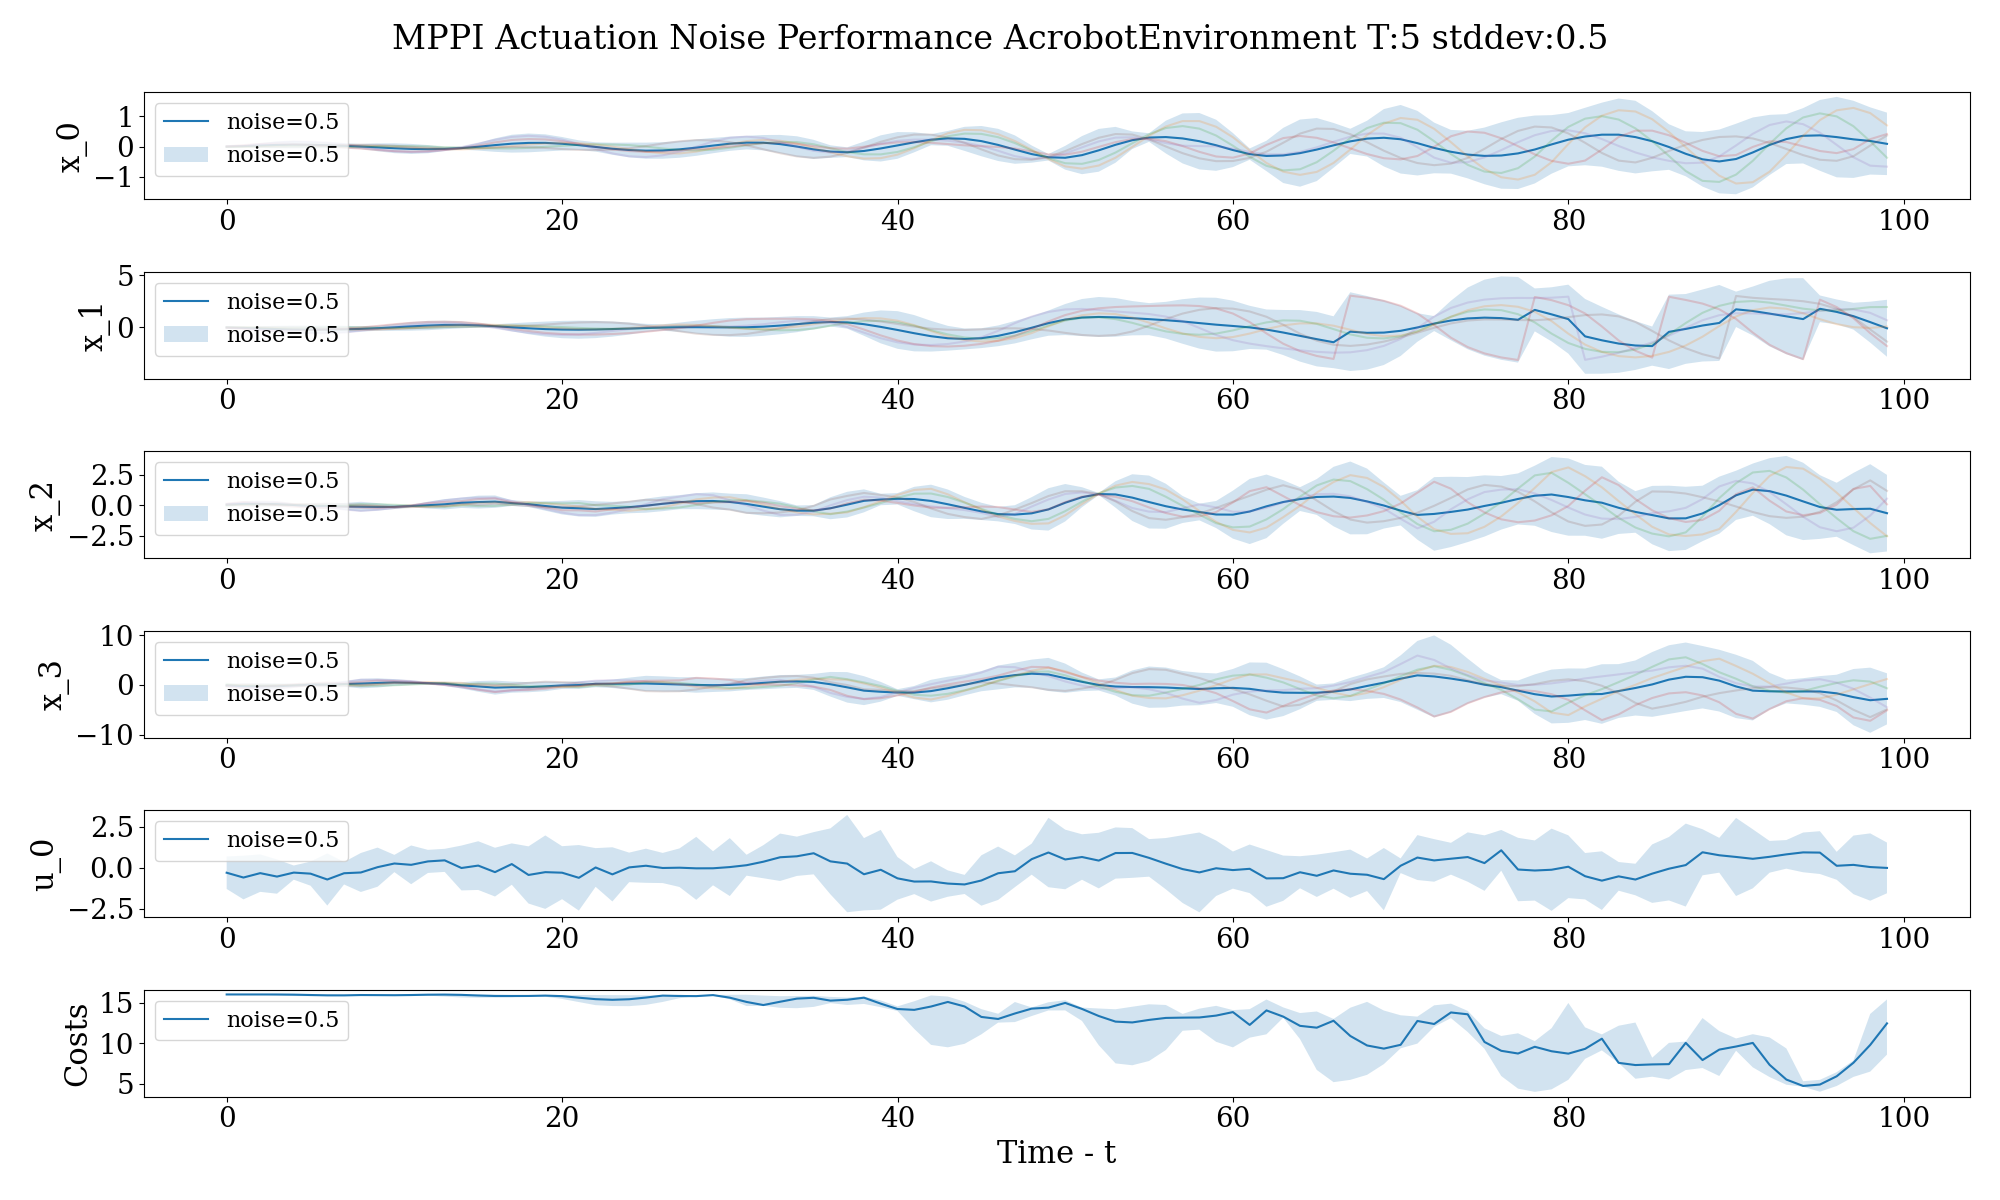 MPPI Actuation Noise Performance AcrobotEnvironment T:5 stddev:0.5
x_0
1
0
−1
noise=0.5
noise=0.5
0 20 40 60 80 100
x_1
5
0
noise=0.5
noise=0.5
0 20 40 60 80 100
x_2
2.5
0.0
−2.5
noise=0.5
noise=0.5
0 20 40 60 80 100
x_3
10
0
−10
noise=0.5
noise=0.5
0 20 40 60 80 100
u_0
2.5
0.0
−2.5
noise=0.5
0 20 40 60 80 100
Costs
15
10
5
noise=0.5
0 20 40 60 80 100
Time - t